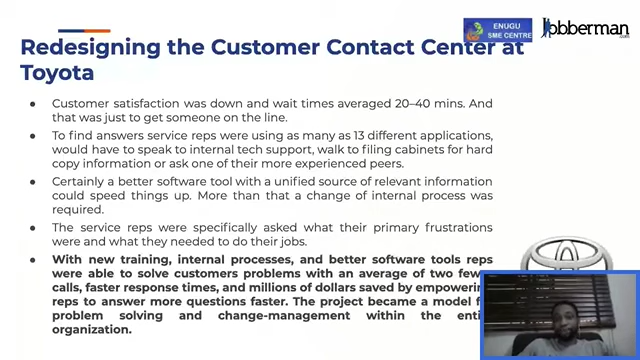 ENUGU
SME CENTRE
Jobberman
.com
Redesigning the Customer Contact Center at
Toyota
● Customer satisfaction was down and wait times averaged 20–40 mins. And
that was just to get someone on the line.
● To find answers service reps were using as many as 13 different applications,
would have to speak to internal tech support, walk to filing cabinets for hard
copy information or ask one of their more experienced peers.
● Certainly a better software tool with a unified source of relevant information
could speed things up. More than that a change of internal process was
required.
● The service reps were specifically asked what their primary frustrations
were and what they needed to do their jobs.
● With new training, internal processes, and better software tools reps
were able to solve customers problems with an average of two fewe
calls, faster response times, and millions of dollars saved by empowerin
reps to answer more questions faster. The project became a model f
problem solving and change-management within the enti
organization.